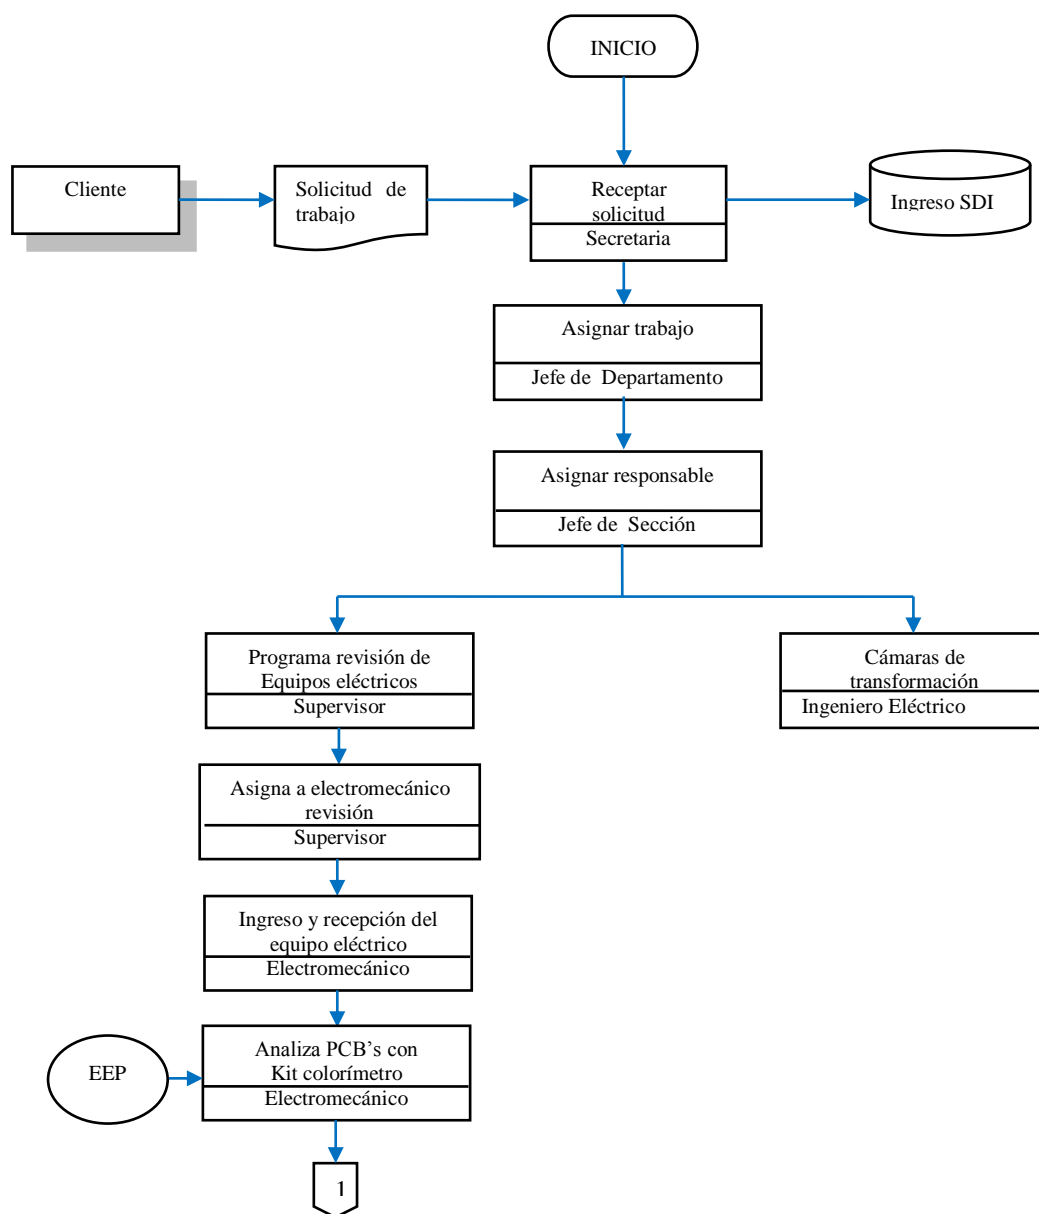 INICIO
Cliente
Solicitud de
trabajo
Receptar
solicitud
Secretaria
Ingreso SDI
Asignar trabajo
Jefe de Departamento
Asignar responsable
Jefe de Sección
Programa revisión de
Equipos eléctricos
Supervisor
Cámaras de
transformación
Ingeniero Eléctrico
Asigna a electromecánico
revisión
Supervisor
Ingreso y recepción del
equipo eléctrico
Electromecánico
EEP
Analiza PCB’s con
Kit colorímetro
Electromecánico
1